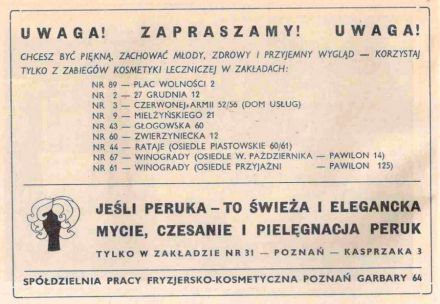 UWAGA! ZAPRASZAMY! UWAGA!
CHCESZ BYĆ PIĘKNĄ, ZACHOWAĆ MŁODY, ZDROWY I PRZYJEMNY WYGLĄD — KORZYSTAJ
TYLKO Z ZABIEGÓW KOSMETYKI LECZNICZEJ W ZAKŁADACH:
NR 89 — PLAC WOLNOŚCI 2
NR 2 — 27 GRUDNIA 12
NR 3 — CZERWONEJ ARMII 52/56 (DOM USŁUG)
NR 9 — MIELŻYŃSKIEGO 21
NR 43 — GŁOGOWSKA 60
NR 60 — ZWIERZYNIECKA 12
NR 44 — RATAJE (OSIEDLE PIASTOWSKIE 60/61)
NR 67 — WINOGRADY (OSIEDLE W. PAŹDZIERNIKA — PAWILON 14)
NR 61 — WINOGRADY (OSIEDLE PRZYJAŹNI — PAWILON 125)
JEŚLI PERUKA — TO ŚWIEŻA I ELEGANCKA
MYCIE, CZESANIE I PIELĘGNACJA PERUK
TYLKO W ZAKŁADZIE NR 31 — POZNAŃ — KASPRZAKA 3
SPÓŁDZIELNIA PRACY FRYZJERSKO-KOSMETYCZNA POZNAŃ GARBARY 64